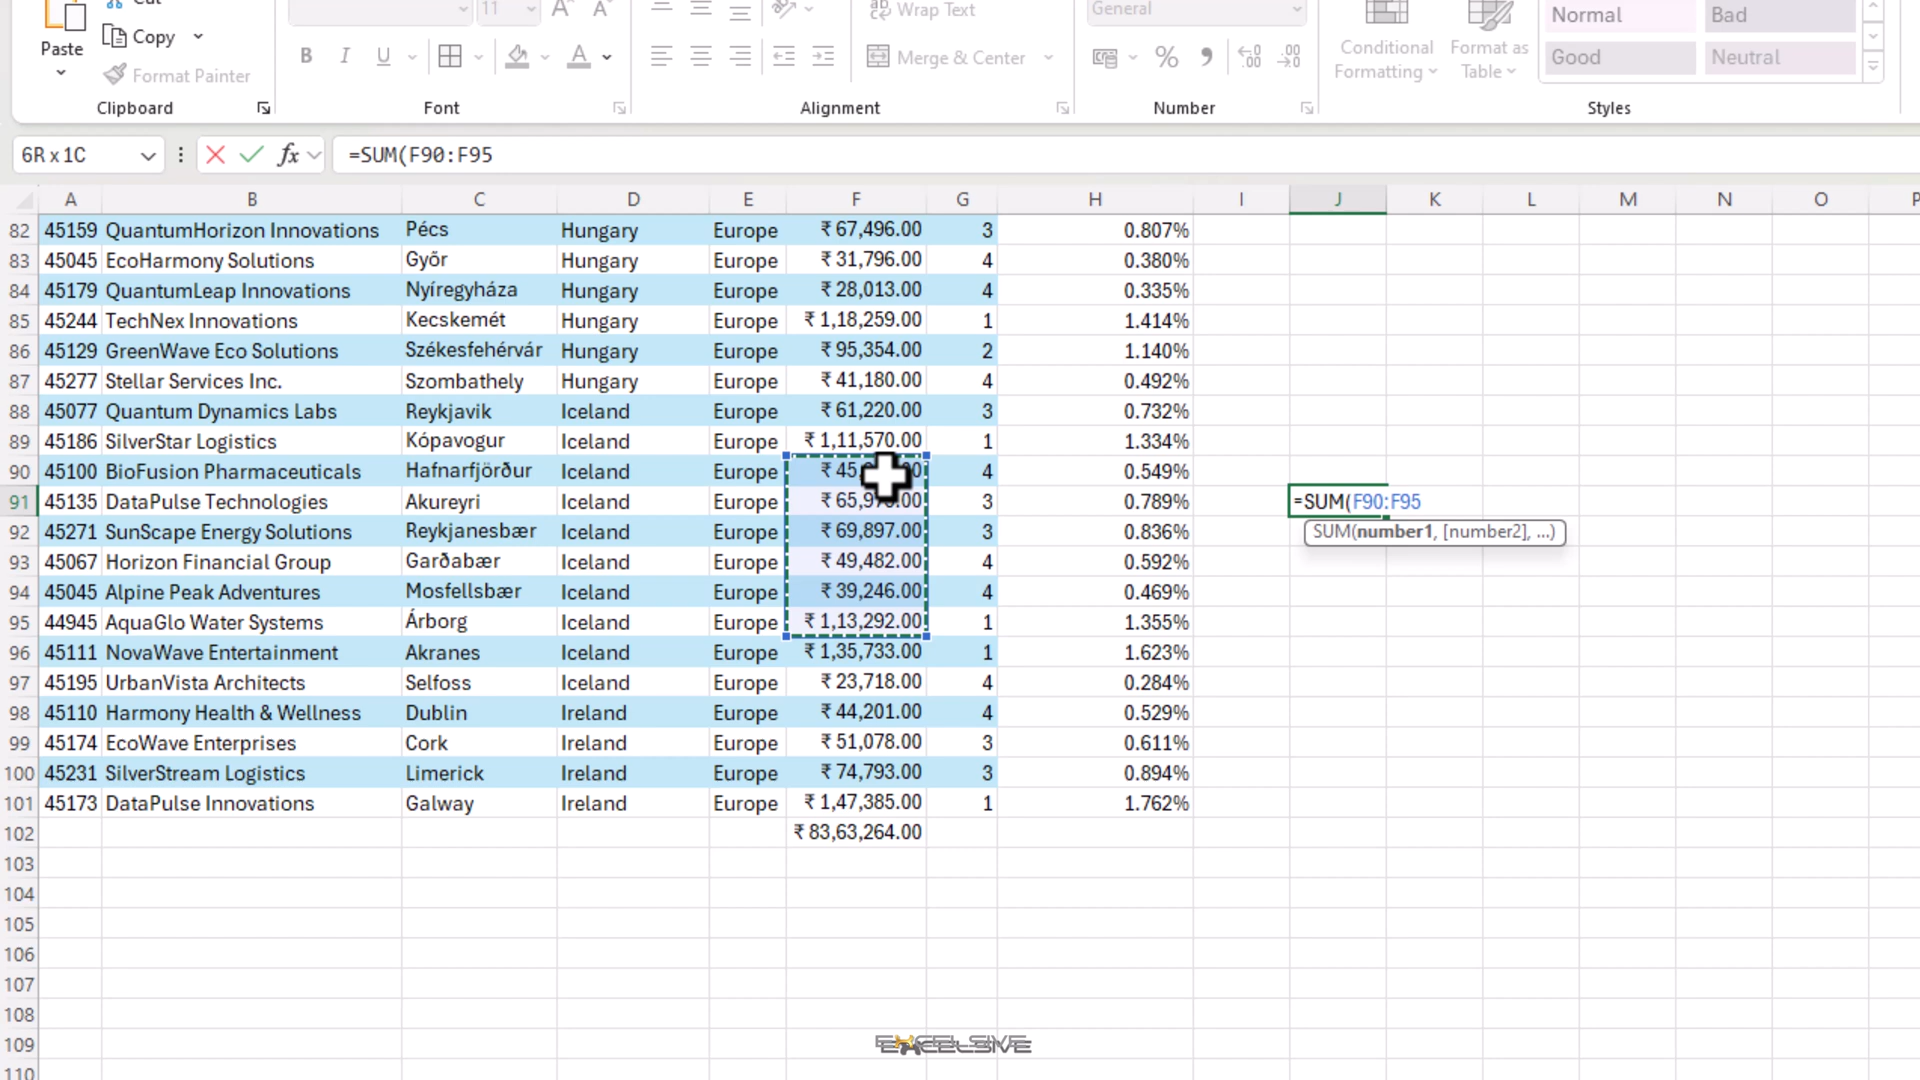 Cut
11
Wrap Text
General
Normal Bad
Paste
Copy
B I U A
Merge & Center
%
Conditional Formatting
Format as Table
Good Neutral
Format Painter
Clipboard Font Alignment Number Styles
6R x 1C fx =SUM(F90:F95
A B C D E F G H I J K L M N O P
82 45159 QuantumHorizon Innovations Pécs Hungary Europe ₹ 67,496.00 3 0.807%
83 45045 EcoHarmony Solutions Győr Hungary Europe ₹ 31,796.00 4 0.380%
84 45179 QuantumLeap Innovations Nyíregyháza Hungary Europe ₹ 28,013.00 4 0.335%
85 45244 TechNex Innovations Kecskemét Hungary Europe ₹ 1,18,259.00 1 1.414%
86 45129 GreenWave Eco Solutions Székesfehérvár Hungary Europe ₹ 95,354.00 2 1.140%
87 45277 Stellar Services Inc. Szombathely Hungary Europe ₹ 41,180.00 4 0.492%
88 45077 Quantum Dynamics Labs Reykjavik Iceland Europe ₹ 61,220.00 3 0.732%
89 45186 SilverStar Logistics Kópavogur Iceland Europe ₹ 1,11,570.00 1 1.334%
90 45100 BioFusion Pharmaceuticals Hafnarfjörður Iceland Europe 4 0.549%
91 45135 DataPulse Technologies Akureyri Iceland Europe 3 0.789% =SUM(F90:F95
92 45271 SunScape Energy Solutions Reykjanesbær Iceland Europe ₹ 69,897.00 3 0.836% SUM(number1, [number2], ...)
93 45067 Horizon Financial Group Garðabær Iceland Europe ₹ 49,482.00 4 0.592%
94 45045 Alpine Peak Adventures Mosfellsbær Iceland Europe ₹ 39,246.00 4 0.469%
95 44945 AquaGlo Water Systems Árborg Iceland Europe ₹ 1,13,292.00 1 1.355%
96 45111 NovaWave Entertainment Akranes Iceland Europe ₹ 1,35,733.00 1 1.623%
97 45195 UrbanVista Architects Selfoss Iceland Europe ₹ 23,718.00 4 0.284%
98 45110 Harmony Health & Wellness Dublin Ireland Europe ₹ 44,201.00 4 0.529%
99 45174 EcoWave Enterprises Cork Ireland Europe ₹ 51,078.00 3 0.611%
100 45231 SilverStream Logistics Limerick Ireland Europe ₹ 74,793.00 3 0.894%
101 45173 DataPulse Innovations Galway Ireland Europe ₹ 1,47,385.00 1 1.762%
102 ₹ 83,63,264.00
103
104
105
106
107
108
109
EXCELSIVE
110